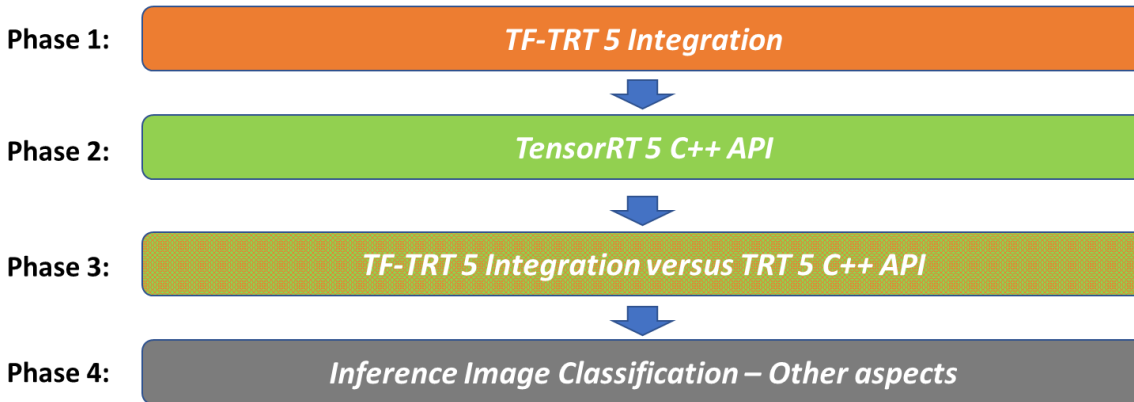 Phase 1: TF-TRT 5 Integration
Phase 2: TensorRT 5 C++ API
Phase 3: TF-TRT 5 Integration versus TRT 5 C++ API
Phase 4: Inference Image Classification – Other aspects